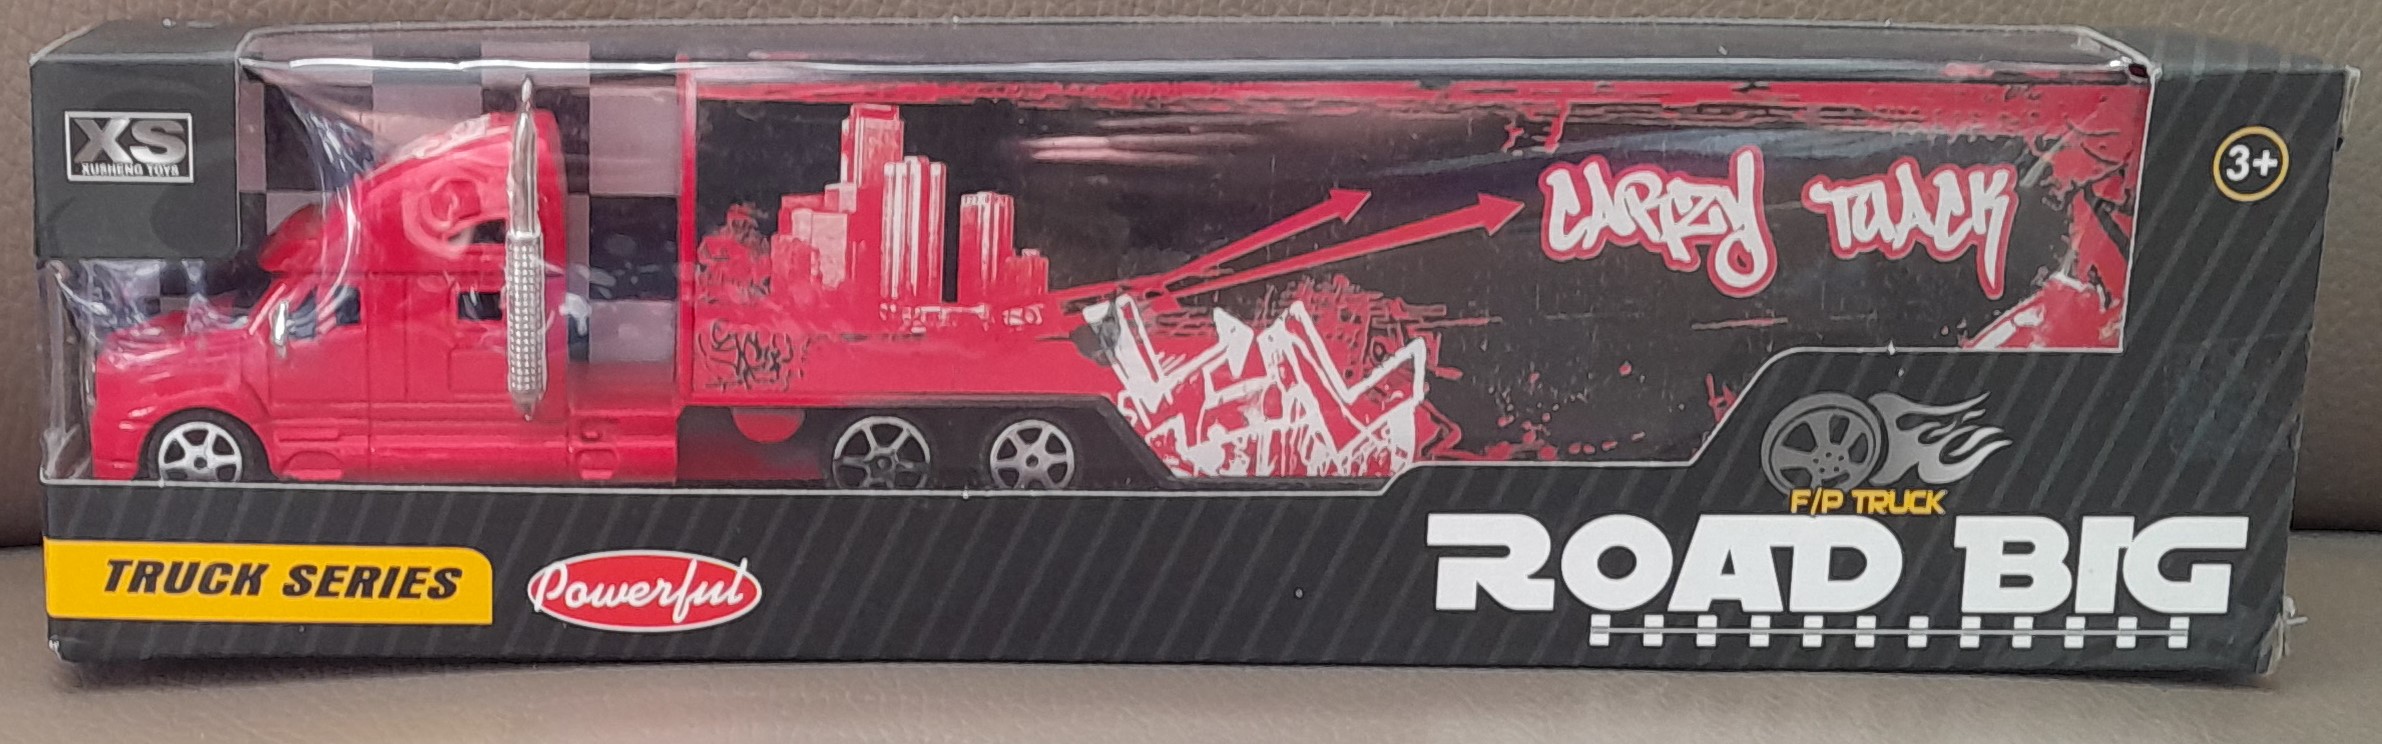 XS
XUSHENG TOYS
3+
CARZY TUACK
F/P TRUCK
ROAD BIG
TRUCK SERIES
Powerful